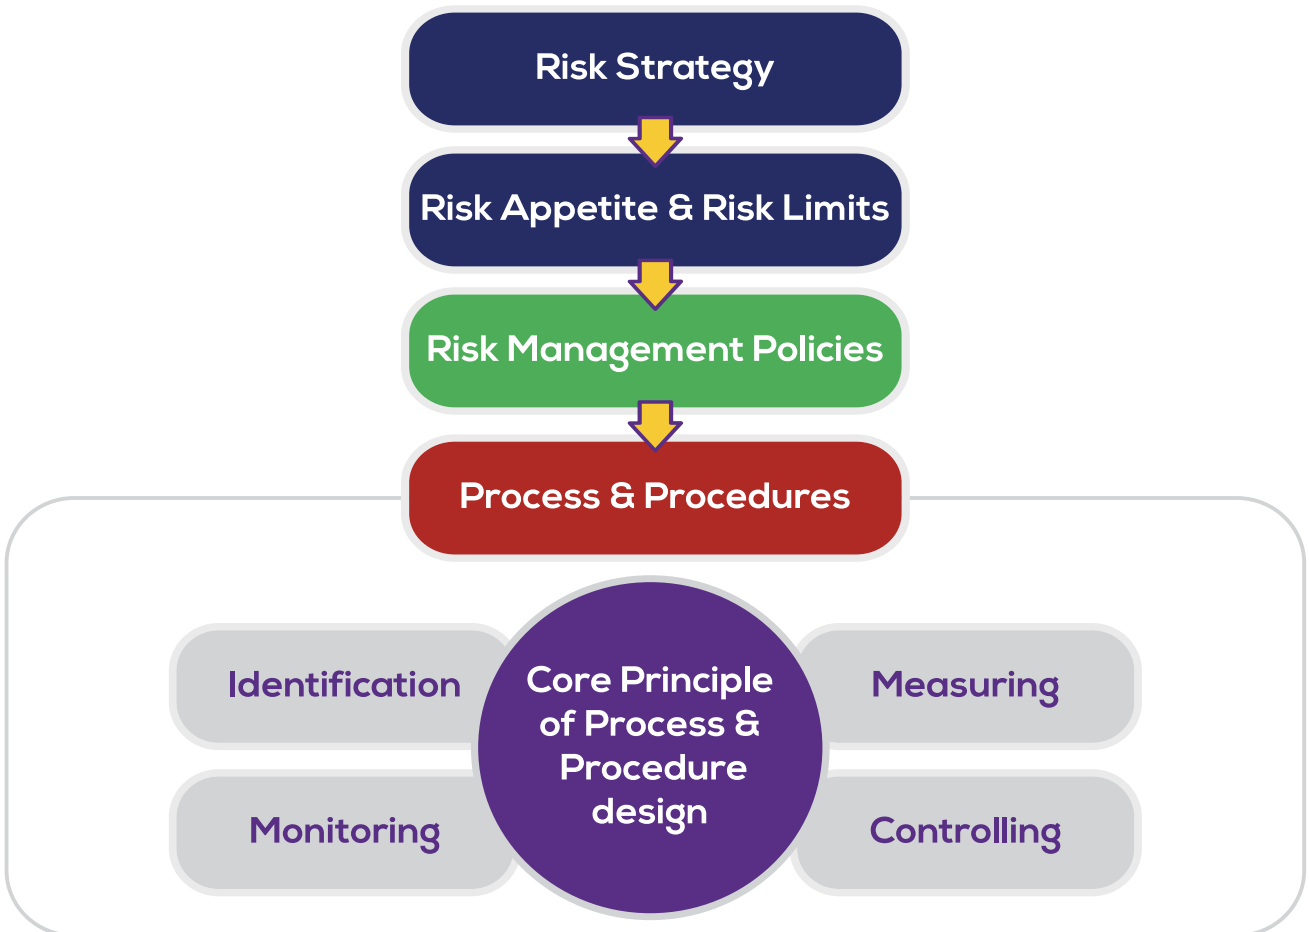 Risk Strategy
Risk Appetite & Risk Limits
Risk Management Policies
Process & Procedures
Identification
Measuring
Core Principle
of Process &
Procedure
design
Monitoring
Controlling